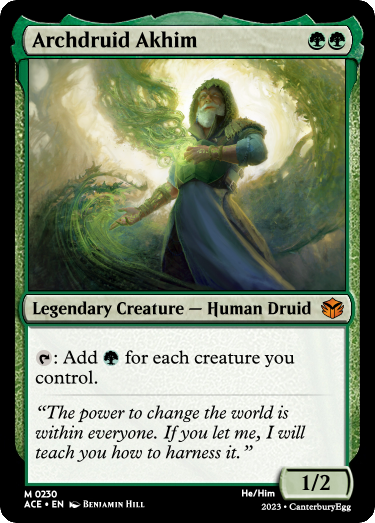 Archdruid Akhim
Legendary Creature — Human Druid
: Add for each creature you
control.
“The power to change the world is
within everyone. If you let me, I will
teach you how to harness it.”
1/2
M 0230
He/Him
ACE • EN Benjamin Hill
2023 • CanterburyEgg